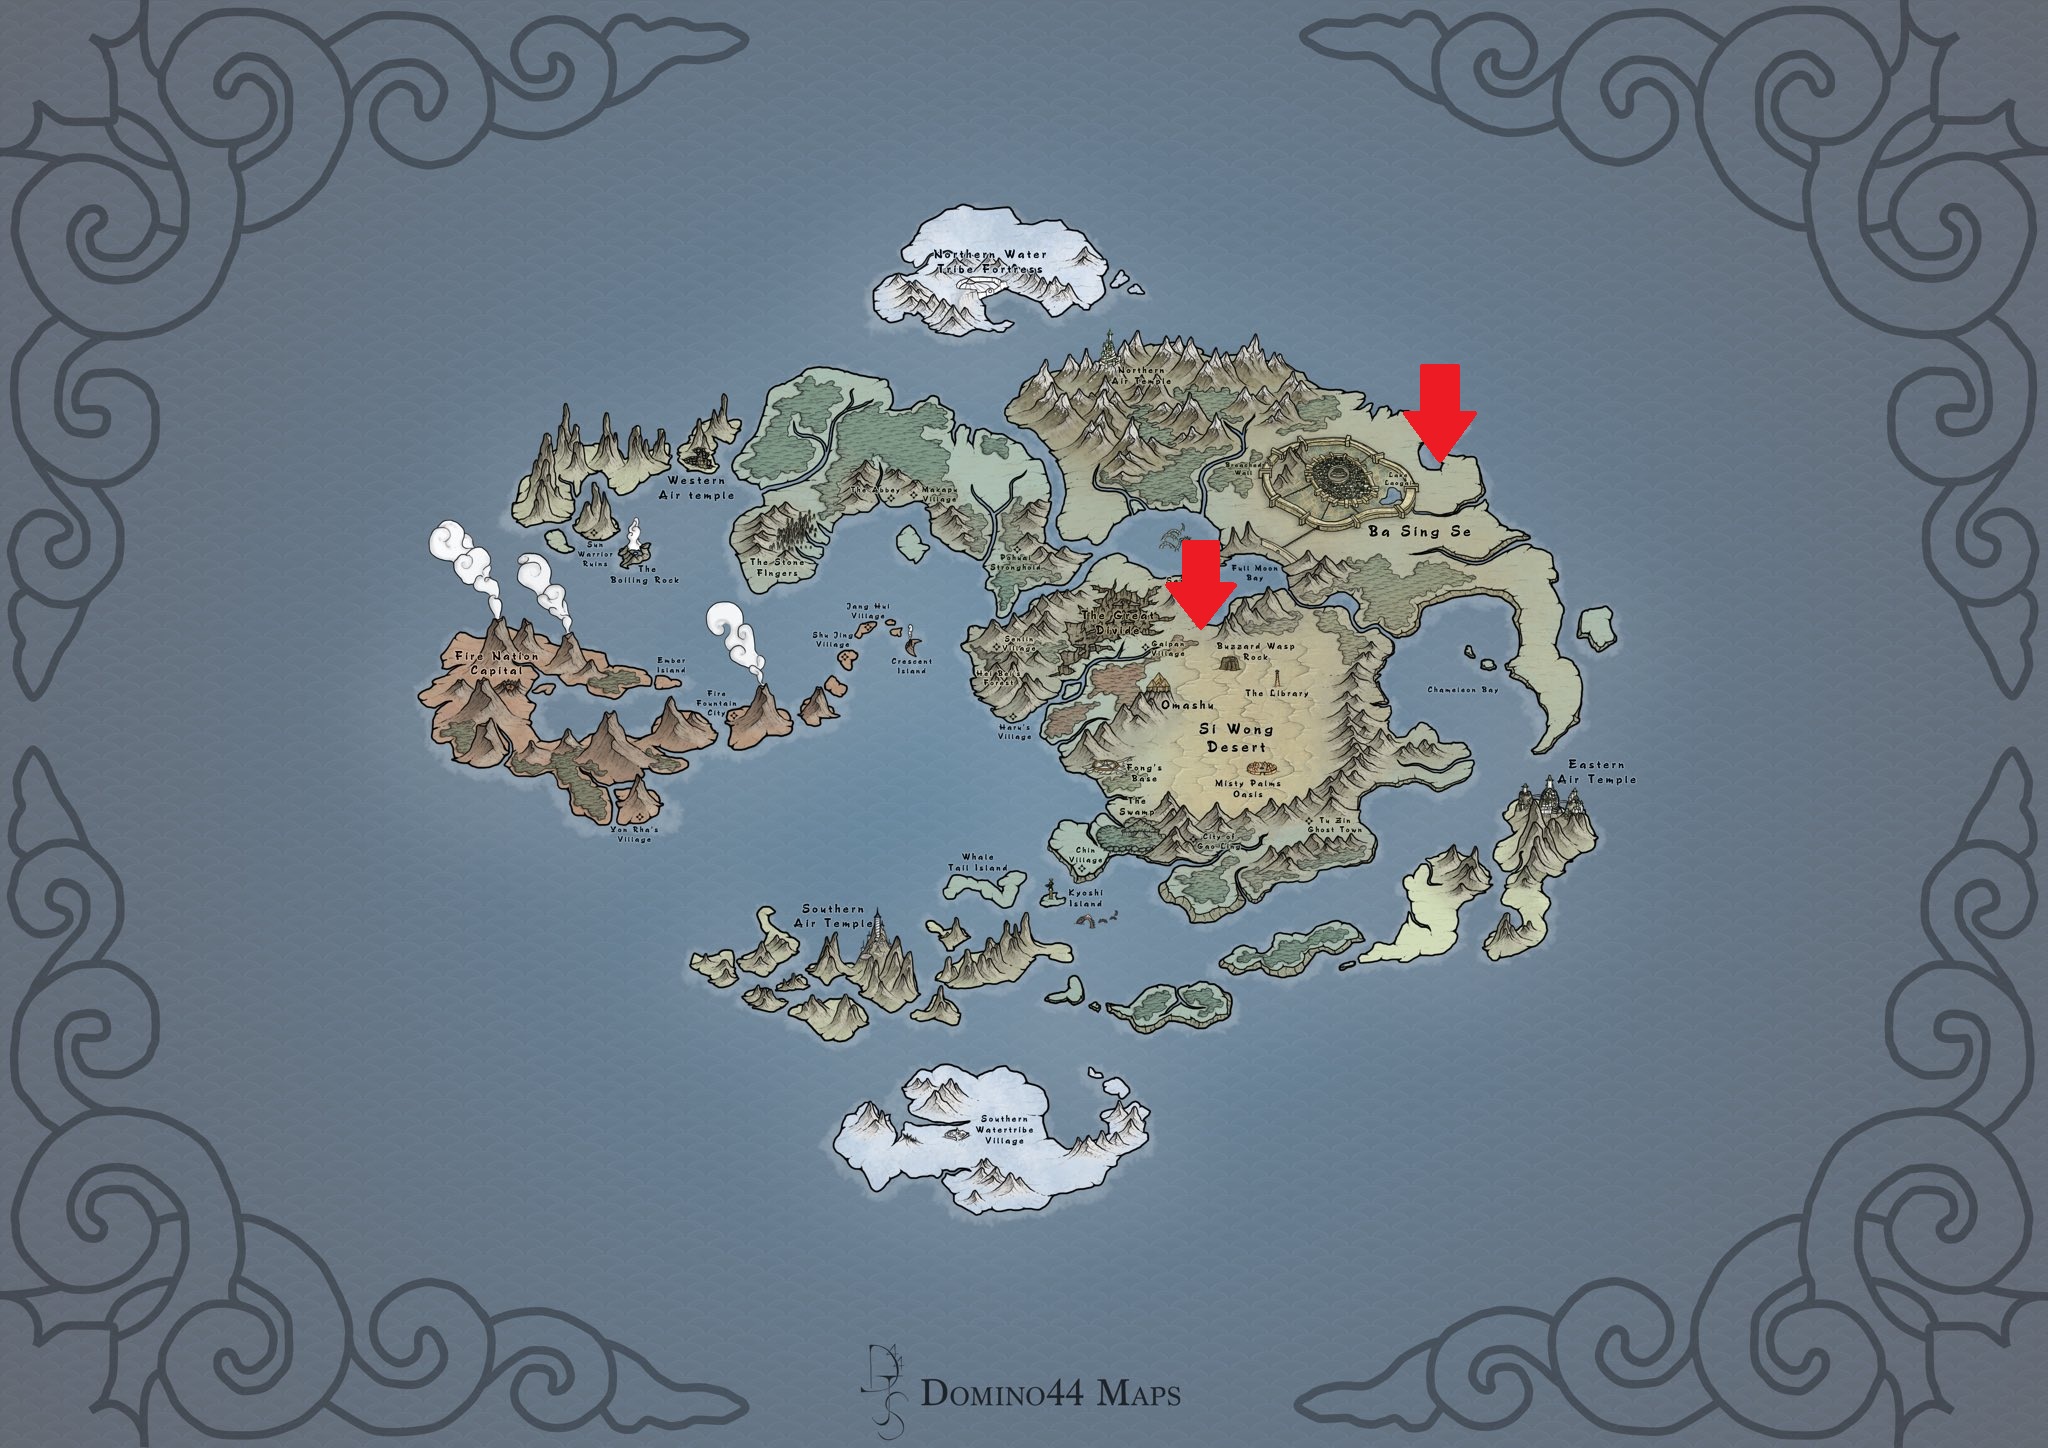 Northern Water
Tribe Fortress
Northern
Air Temple
Western
Air temple
The Abbey
Makapu
Village
Breached
Wall
Lake
Laogai
Ba Sing Se
Sun
Warrior
Ruins
The
Boiling Rock
The Stone
Fingers
Pohuai
Stronghold
Full Moon
Bay
Jang Hui
Village
Shu Jing
Village
Crescent
Island
The Great
Divide
Senlin
Village
Gaipan
Village
Buzzard Wasp
Rock
Fire Nation
Capital
Ember
Island
Hei Bei's
Forest
The Library
Chameleon Bay
Fire
Fountain
City
Omashu
Haru's
Village
Si Wong
Desert
Fong's
Base
Misty Palms
Oasis
Eastern
Air Temple
The
Swamp
Yon Rha's
Village
City of
Gao Ling
Tu Zin
Ghost Town
Chin
Village
Whale
Tail Island
Kyoshi
Island
Southern
Air Temple
Southern
Watertribe
Village
Domino44 Maps